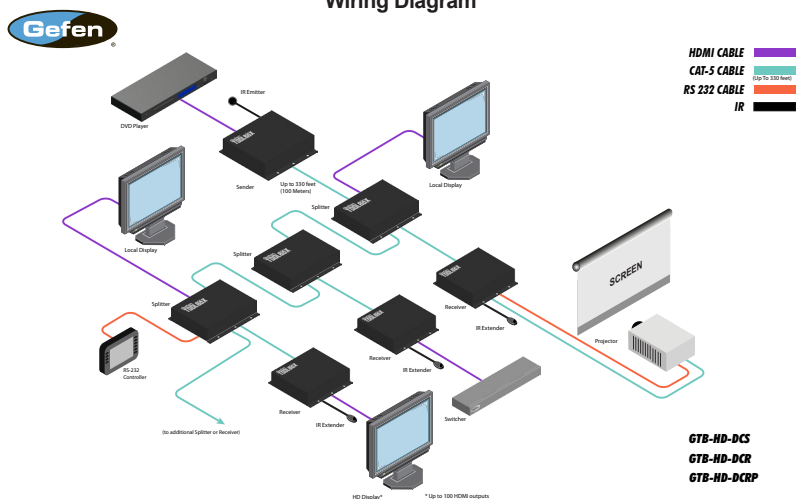 Wiring Diagram
Gefen
®
HDMI CABLE
CAT-5 CABLE
(Up To 330 feet)
RS 232 CABLE
IR
IR Emitter
DVD Player
Sender
Up to 330 feet
(100 Meters)
Local Display
Splitter
Local Display
Splitter
SCREEN
Splitter
Receiver
IR Extender
Projector
RS-232
Controller
Receiver
IR Extender
Receiver
IR Extender
Switcher
(to additional Splitter or Receiver)
HD Display*
* Up to 100 HDMI outputs
GTB-HD-DCS
GTB-HD-DCR
GTB-HD-DCRP